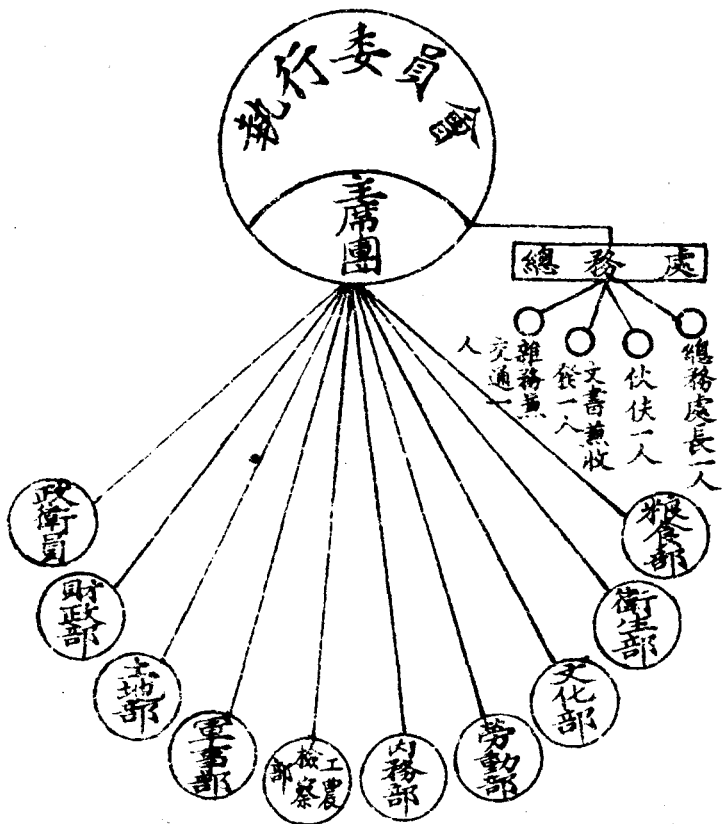 執行委員會
主席團
總務處
總務處長一人
伙伕一人
文書兼收
發一人
雜務兼
交通一
人
政衛員
財政部
土地部
軍事部
工農
檢察
部
內務部
勞動部
文化部
衛生部
粮食部